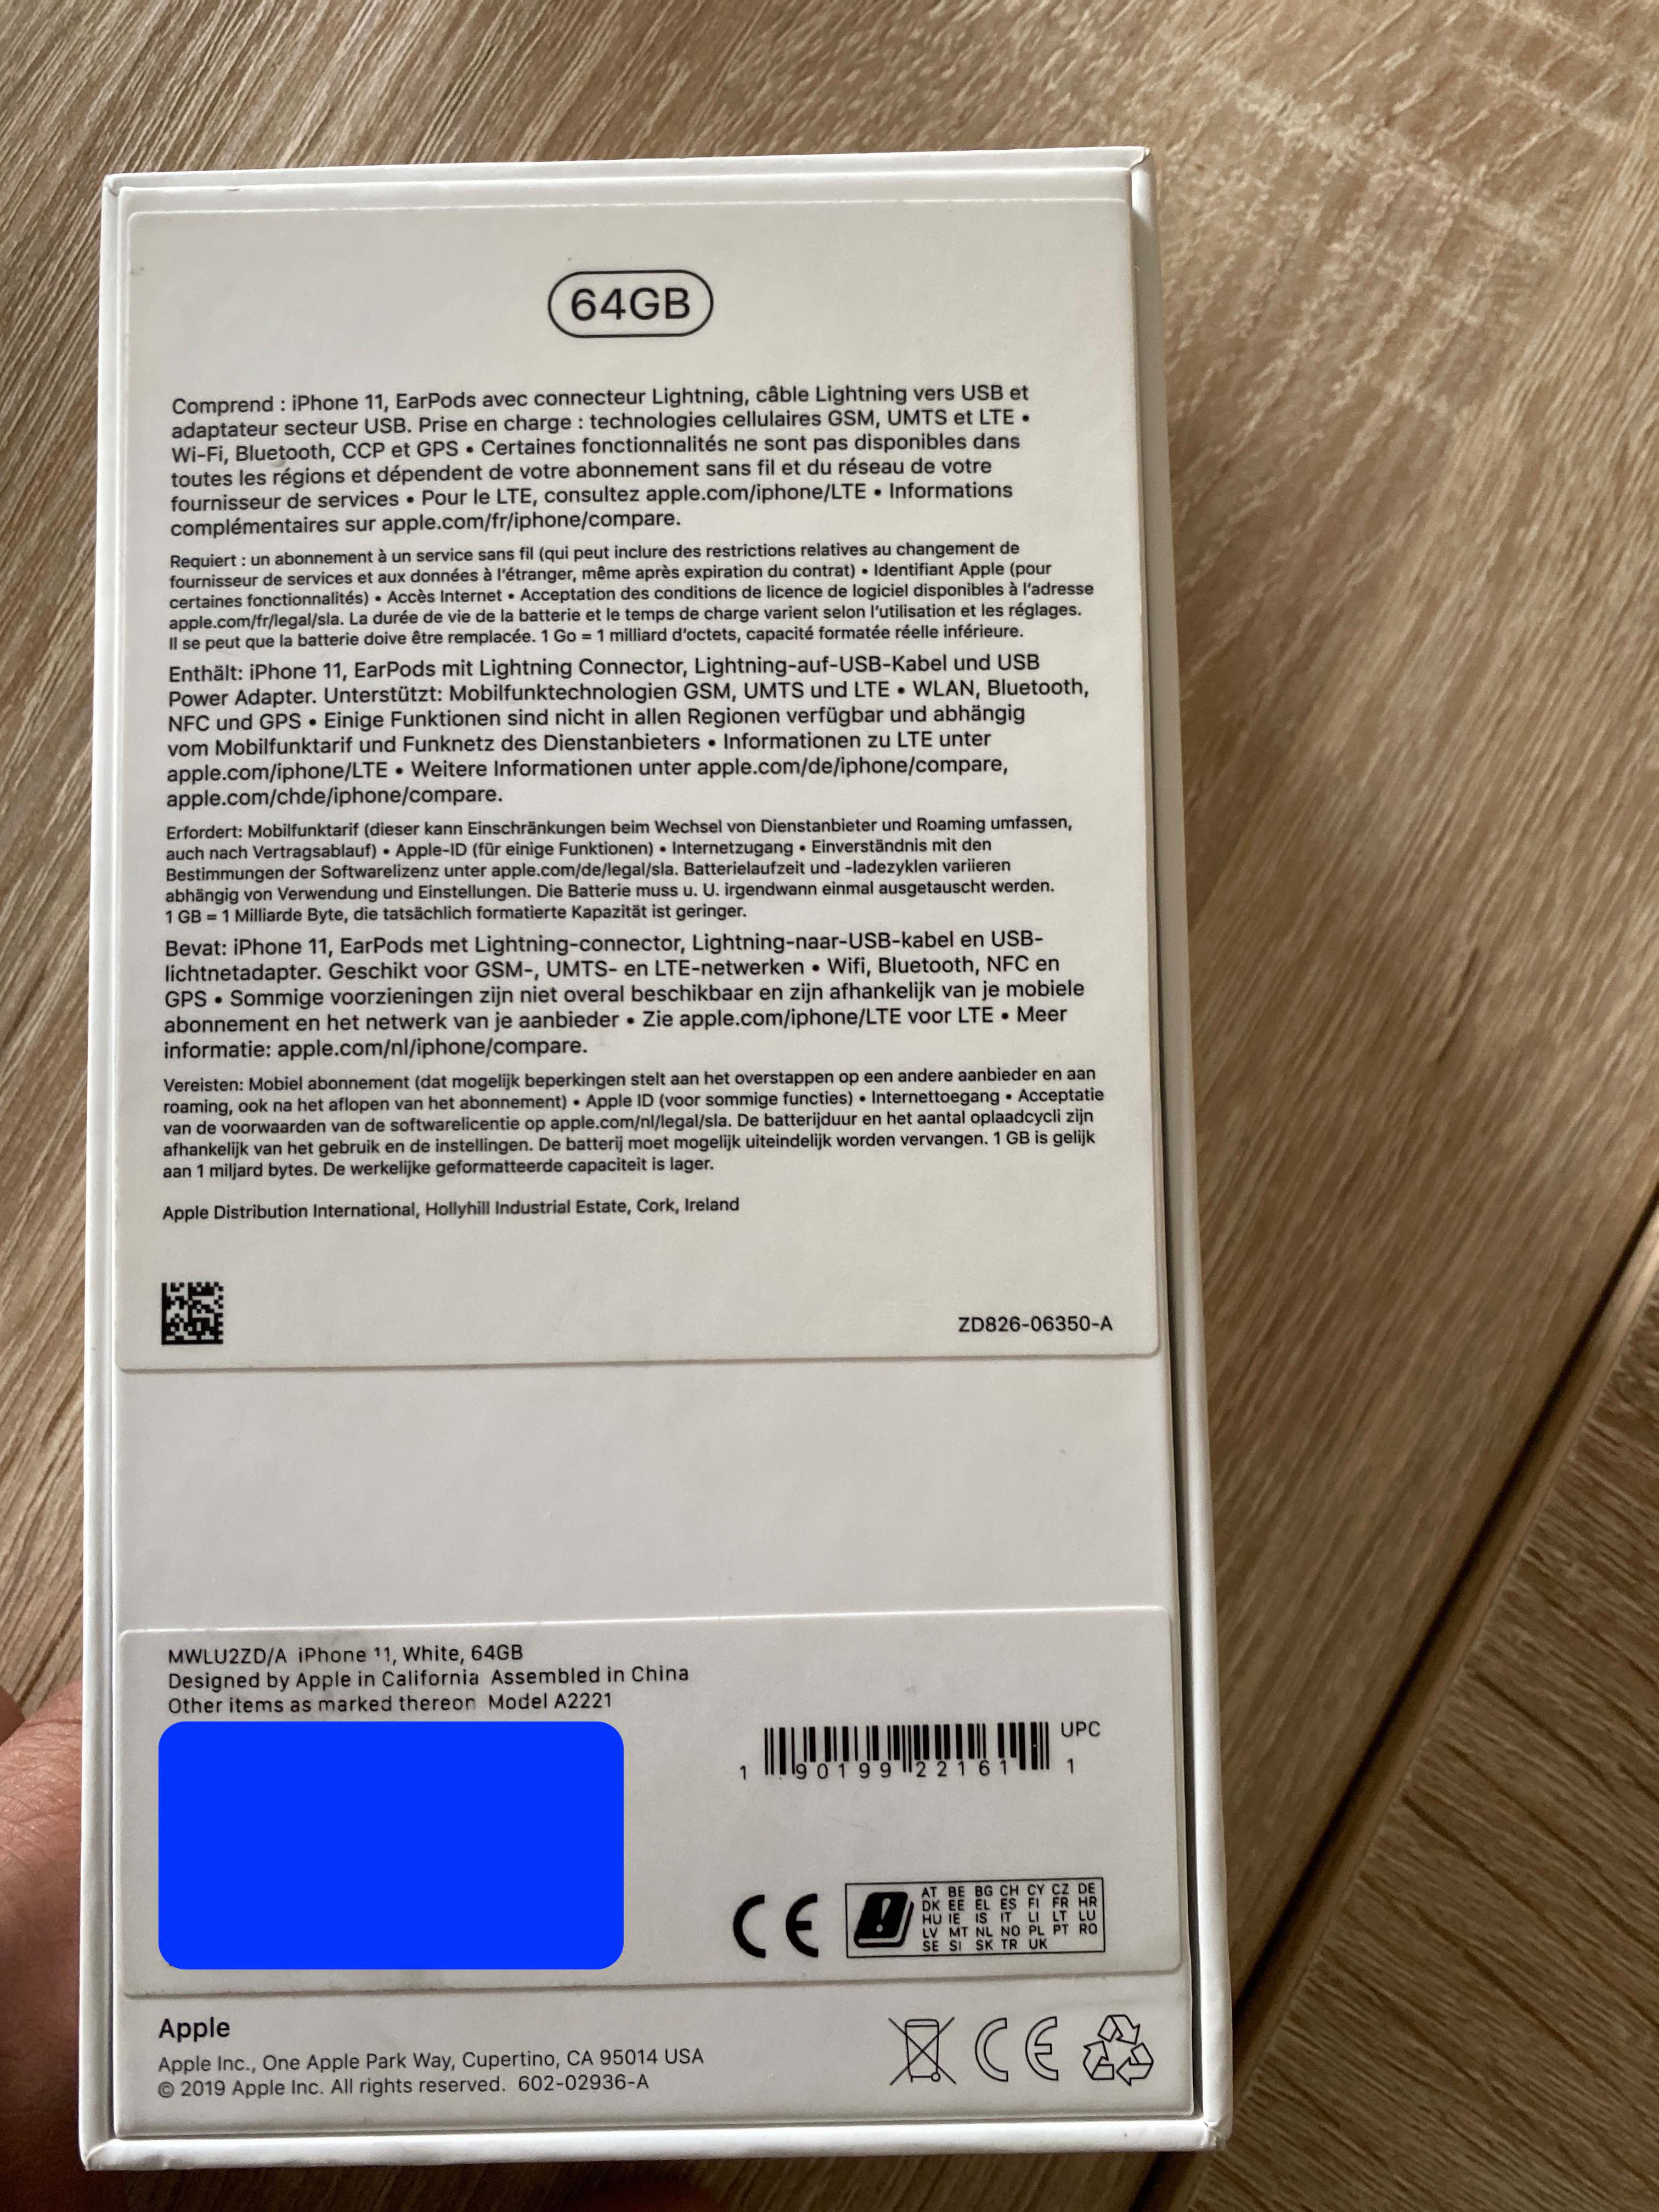 64GB
Comprend : iPhone 11, EarPods avec connecteur Lightning, câble Lightning vers USB et
adaptateur secteur USB. Prise en charge : technologies cellulaires GSM, UMTS et LTE •
Wi-Fi, Bluetooth, CCP et GPS • Certaines fonctionnalités ne sont pas disponibles dans
toutes les régions et dépendent de votre abonnement sans fil et du réseau de votre
fournisseur de services • Pour le LTE, consultez apple.com/iphone/LTE • Informations
complémentaires sur apple.com/fr/iphone/compare.
Requiert : un abonnement à un service sans fil (qui peut inclure des restrictions relatives au changement de
fournisseur de services et aux données à l'étranger, même après expiration du contrat) • Identifiant Apple (pour
certaines fonctionnalités) • Accès Internet • Acceptation des conditions de licence de logiciel disponibles à l'adresse
apple.com/fr/legal/sla. La durée de vie de la batterie et le temps de charge varient selon l'utilisation et les réglages.
Il se peut que la batterie doive être remplacée. 1 Go = 1 milliard d'octets, capacité formatée réelle inférieure.
Enthält: iPhone 11, EarPods mit Lightning Connector, Lightning-auf-USB-Kabel und USB
Power Adapter. Unterstützt: Mobilfunktechnologien GSM, UMTS und LTE • WLAN, Bluetooth,
NFC und GPS • Einige Funktionen sind nicht in allen Regionen verfügbar und abhängig
vom Mobilfunktarif und Funknetz des Dienstanbieters • Informationen zu LTE unter
apple.com/iphone/LTE • Weitere Informationen unter apple.com/de/iphone/compare,
apple.com/chde/iphone/compare.
Erfordert: Mobilfunktarif (dieser kann Einschränkungen beim Wechsel von Dienstanbieter und Roaming umfassen,
auch nach Vertragsablauf) • Apple-ID (für einige Funktionen) • Internetzugang • Einverständnis mit den
Bestimmungen der Softwarelizenz unter apple.com/de/legal/sla. Batterielaufzeit und -ladezyklen variieren
abhängig von Verwendung und Einstellungen. Die Batterie muss u. U. irgendwann einmal ausgetauscht werden.
1 GB = 1 Milliarde Byte, die tatsächlich formatierte Kapazität ist geringer.
Bevat: iPhone 11, EarPods met Lightning-connector, Lightning-naar-USB-kabel en USB-
lichtnetadapter. Geschikt voor GSM-, UMTS- en LTE-netwerken • Wifi, Bluetooth, NFC en
GPS • Sommige voorzieningen zijn niet overal beschikbaar en zijn afhankelijk van je mobiele
abonnement en het netwerk van je aanbieder • Zie apple.com/iphone/LTE voor LTE • Meer
informatie: apple.com/nl/iphone/compare.
Vereisten: Mobiel abonnement (dat mogelijk beperkingen stelt aan het overstappen op een andere aanbieder en aan
roaming, ook na het aflopen van het abonnement) • Apple ID (voor sommige functies) • Internettoegang • Acceptatie
van de voorwaarden van de softwarelicentie op apple.com/nl/legal/sla. De batterijduur en het aantal oplaadcycli zijn
afhankelijk van het gebruik en de instellingen. De batterij moet mogelijk uiteindelijk worden vervangen. 1 GB is gelijk
aan 1 miljard bytes. De werkelijke geformatteerde capaciteit is lager.
Apple Distribution International, Hollyhill Industrial Estate, Cork, Ireland
ZD826-06350-A
MWLU2ZD/A iPhone 11, White, 64GB
Designed by Apple in California Assembled in China
Other items as marked thereon Model A2221
UPC
1 90199 22161 1
CE
AT BE BG CH CY CZ DE
DK EE EL ES FI FR HR
HU IE IS IT LI LT LU
LV MT NL NO PL PT RO
SE SI SK TR UK
Apple
Apple Inc., One Apple Park Way, Cupertino, CA 95014 USA
© 2019 Apple Inc. All rights reserved. 602-02936-A
CE